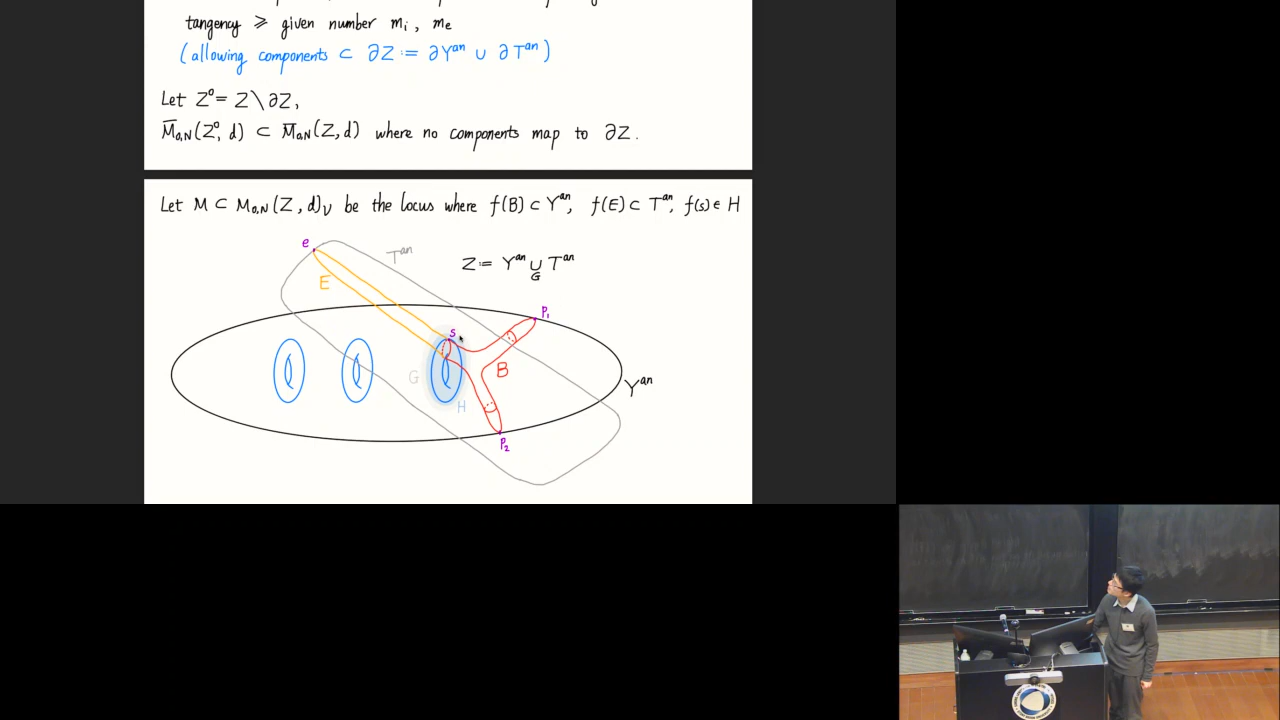 tangency ⩾ given number mᵢ, mₑ
(allowing components ⊂ ∂Z := ∂Yᵃⁿ ∪ ∂Tᵃⁿ)
Let Z° = Z \ ∂Z,
M̄₀,N(Z°, d) ⊂ M̄₀,N(Z, d) where no components map to ∂Z.
Let M ⊂ M₀,N(Z, d)ᵥ be the locus where f(B) ⊂ Yᵃⁿ, f(E) ⊂ Tᵃⁿ, f(s) ∈ H
e
Tᵃⁿ
E
Z := Yᵃⁿ ∪_G Tᵃⁿ
P₁
s
B
G
H
Yᵃⁿ
P₂